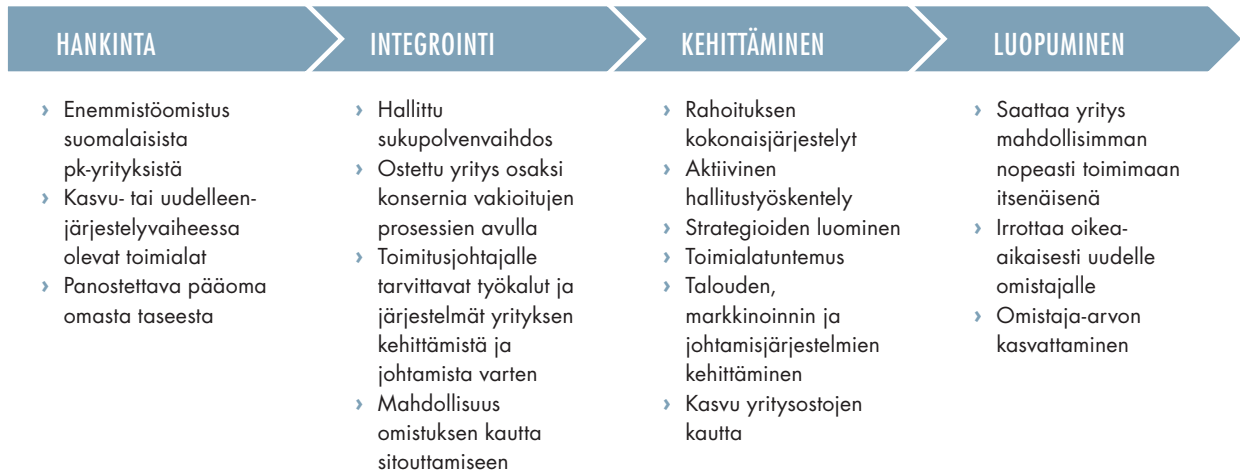 HANKINTA
› Enemmistöomistus
suomalaisista
pk-yrityksistä
› Kasvu- tai uudelleen-
järjestelyvaiheessa
olevat toimialat
› Panostettava pääoma
omasta taseesta
INTEGROINTI
› Hallittu
sukupolvenvaihdos
› Ostettu yritys osaksi
konsernia vakioitujen
prosessien avulla
› Toimitusjohtajalle
tarvittavat työkalut ja
järjestelmät yrityksen
kehittämistä ja
johtamista varten
› Mahdollisuus
omistuksen kautta
sitouttamiseen
KEHITTÄMINEN
› Rahoituksen
kokonaisjärjestelyt
› Aktiivinen
hallitustyöskentely
› Strategioiden luominen
› Toimialatuntemus
› Talouden,
markkinoinnin ja
johtamisjärjestelmien
kehittäminen
› Kasvu yritysostojen
kautta
LUOPUMINEN
› Saattaa yritys
mahdollisimman
nopeasti toimimaan
itsenäisenä
› Irrottaa oikea-
aikaisesti uudelle
omistajalle
› Omistaja-arvon
kasvattaminen